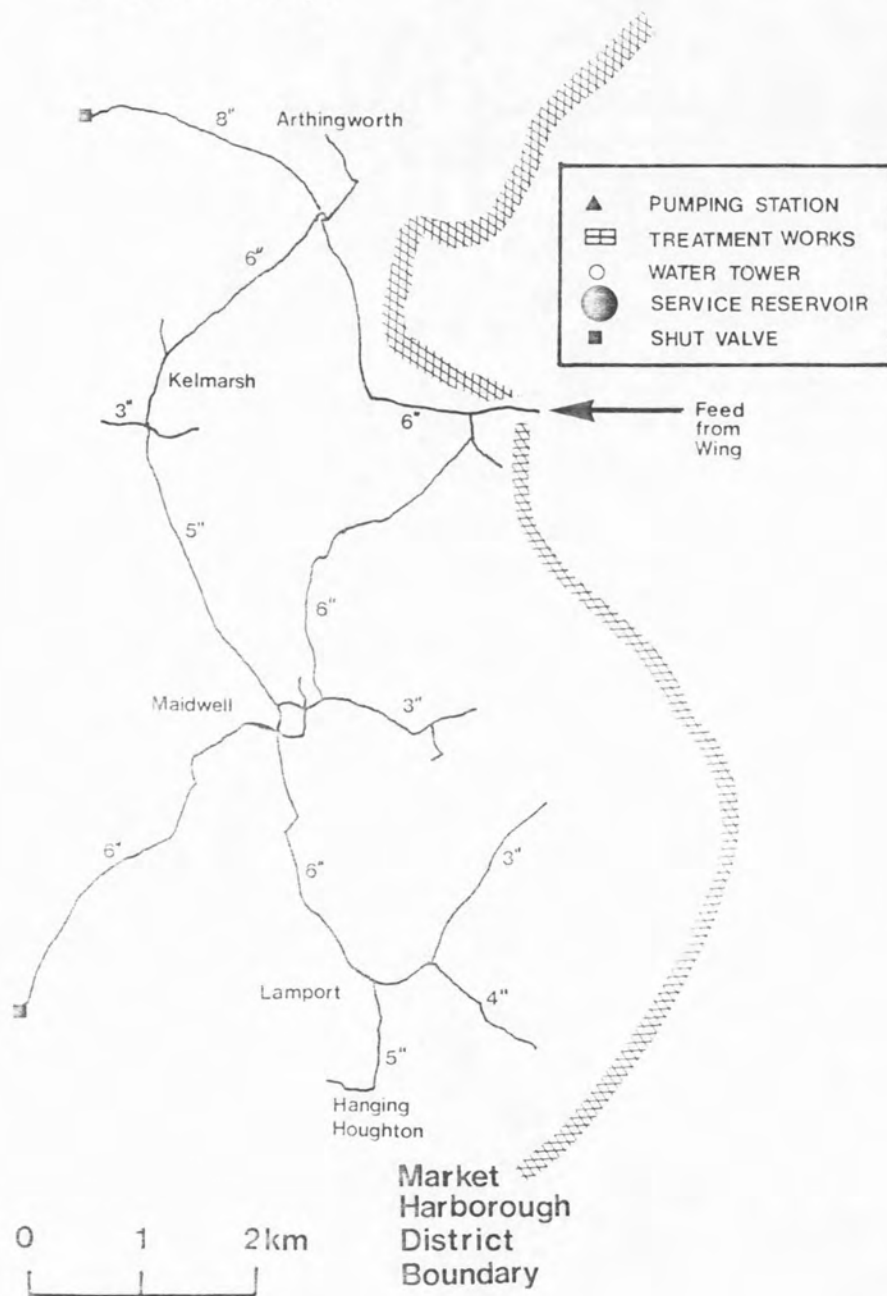 8"
Arthingworth
6"
PUMPING STATION
TREATMENT WORKS
WATER TOWER
SERVICE RESERVOIR
SHUT VALVE
Kelmarsh
3"
6"
Feed
from
Wing
5"
6"
Maidwell
3"
6"
6"
3"
Lamport
4"
5"
Hanging
Houghton
Market
Harborough
District
Boundary
0 1 2km